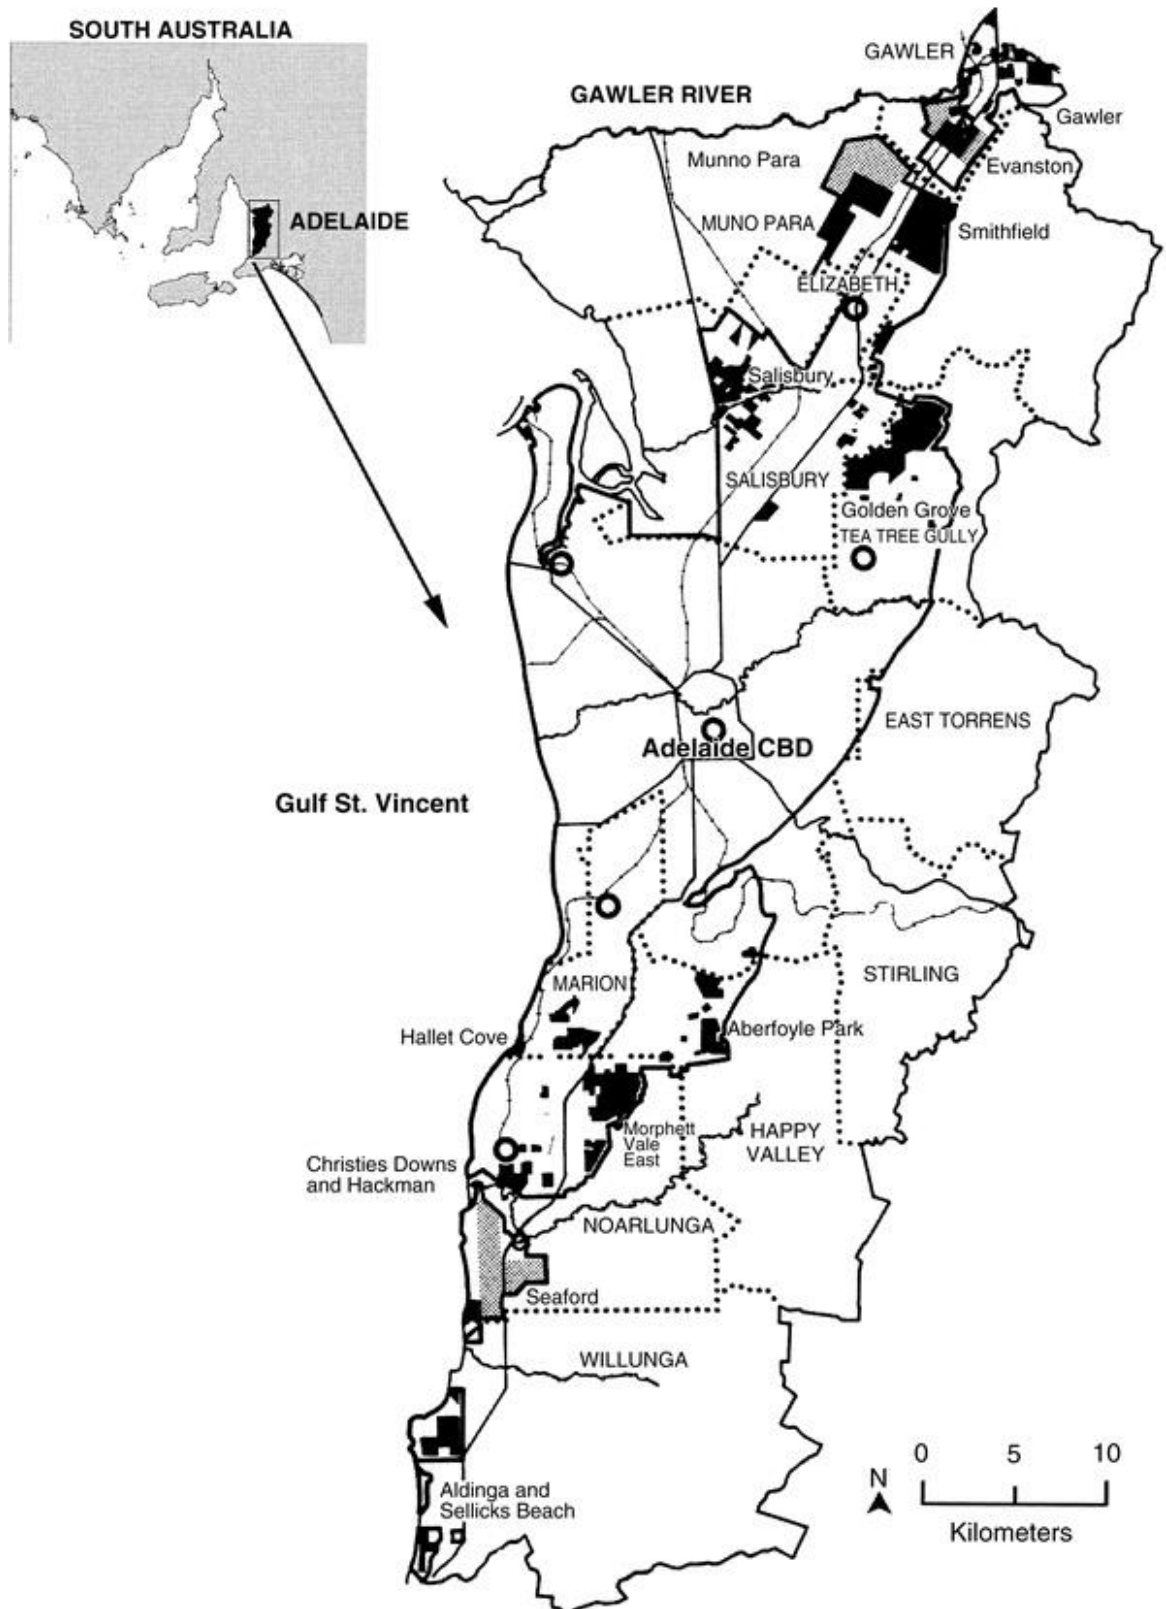 SOUTH AUSTRALIA
ADELAIDE
GAWLER
GAWLER RIVER
Gawler
Munno Para
Evanston
MUNO PARA
Smithfield
ELIZABETH
Salisbury
SALISBURY
Golden Grove
TEA TREE GULLY
EAST TORRENS
Adelaide CBD
Gulf St. Vincent
STIRLING
MARION
Hallet Cove
Aberfoyle Park
Morphett
Vale
East
HAPPY
VALLEY
Christies Downs
and Hackman
NOARLUNGA
Seaford
WILLUNGA
Aldinga and
Sellicks Beach
N
0 5 10
Kilometers